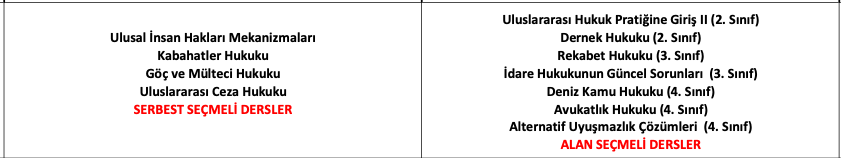 Ulusal İnsan Hakları Mekanizmaları
Kabahatler Hukuku
Göç ve Mülteci Hukuku
Uluslararası Ceza Hukuku
SERBEST SEÇMELİ DERSLER
Uluslararası Hukuk Pratiğine Giriş II (2. Sınıf)
Dernek Hukuku (2. Sınıf)
Rekabet Hukuku (3. Sınıf)
İdare Hukukunun Güncel Sorunları (3. Sınıf)
Deniz Kamu Hukuku (4. Sınıf)
Avukatlık Hukuku (4. Sınıf)
Alternatif Uyuşmazlık Çözümleri (4. Sınıf)
ALAN SEÇMELİ DERSLER